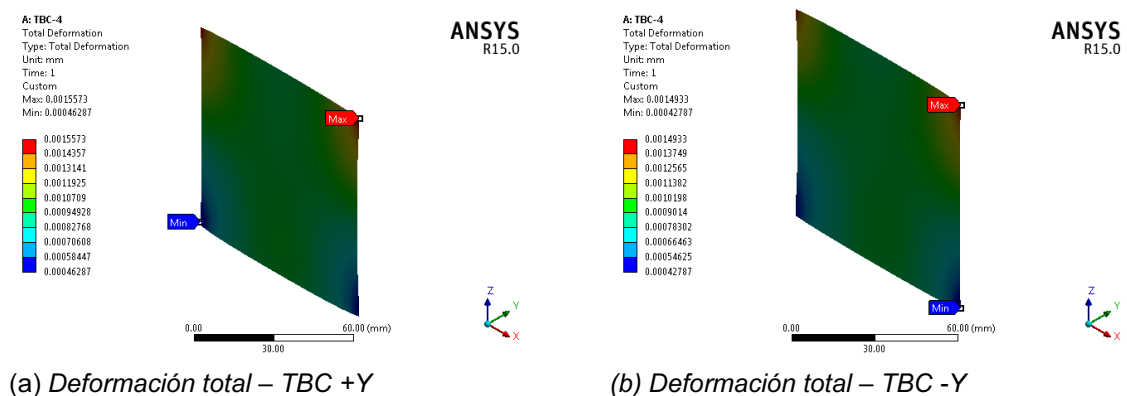 A: TBC-4
Total Deformation
Type: Total Deformation
Unit: mm
Time: 1
Custom
Max: 0.0015573
Min: 0.00046287
0.0015573
0.0014357
0.0013141
0.0011925
0.0010709
0.00094928
0.00082768
0.00070608
0.00058447
0.00046287
ANSYS
R15.0
Max
Min
Z
Y
X
0.00
60.00 (mm)
30.00
(a) Deformación total – TBC +Y
A: TBC-4
Total Deformation
Type: Total Deformation
Unit: mm
Time: 1
Custom
Max: 0.0014933
Min: 0.00042787
0.0014933
0.0013749
0.0012565
0.0011382
0.0010198
0.0009014
0.00078302
0.00066463
0.00054625
0.00042787
ANSYS
R15.0
Max
Min
Z
Y
X
0.00
60.00 (mm)
30.00
(b) Deformación total – TBC -Y